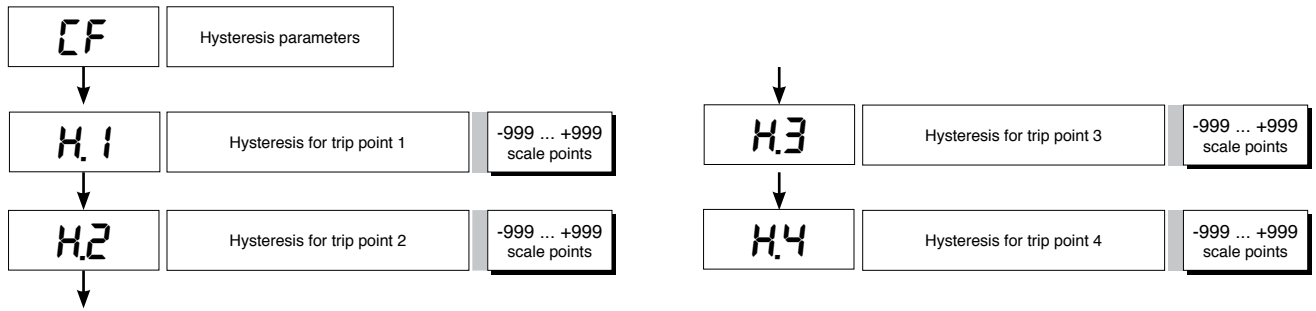 CF
Hysteresis parameters
H.1
Hysteresis for trip point 1
-999 ... +999
scale points
H.2
Hysteresis for trip point 2
-999 ... +999
scale points
H.3
Hysteresis for trip point 3
-999 ... +999
scale points
H.4
Hysteresis for trip point 4
-999 ... +999
scale points